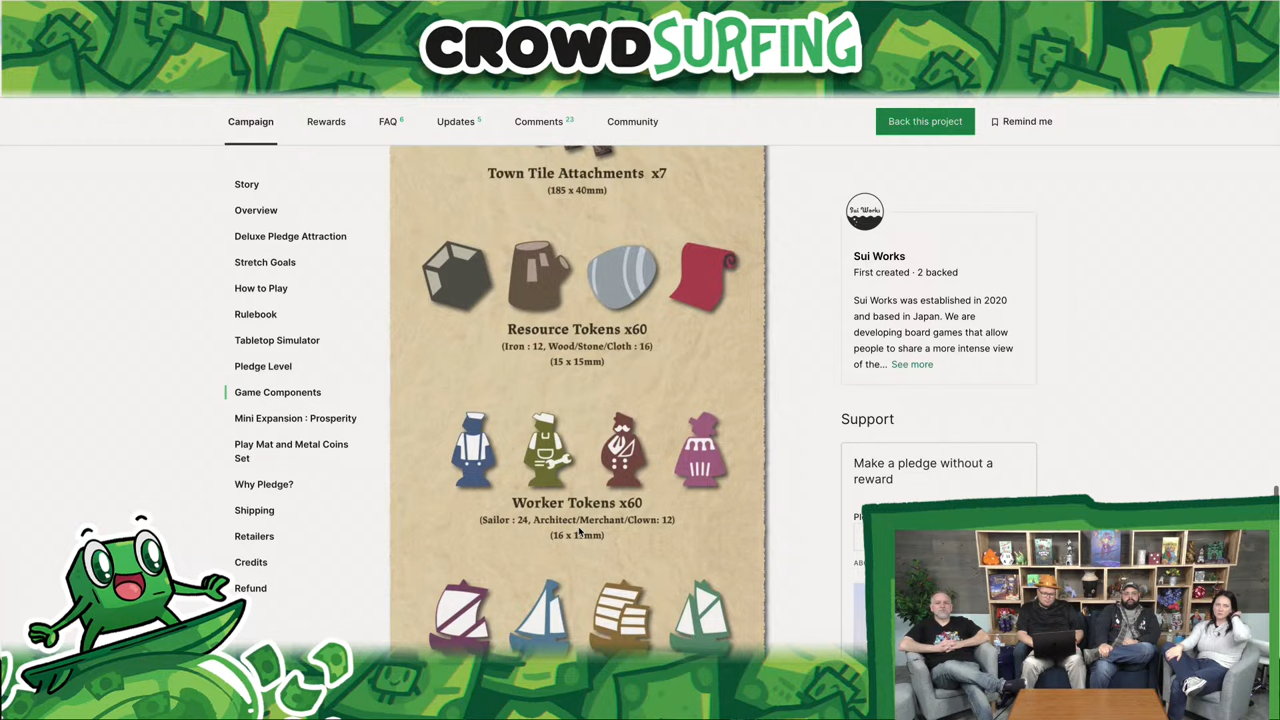 CROWDSURFING
Campaign
Rewards
FAQ 6
Updates 5
Comments 23
Community
Back this project
Remind me
Story
Overview
Deluxe Pledge Attraction
Stretch Goals
How to Play
Rulebook
Tabletop Simulator
Pledge Level
Game Components
Mini Expansion : Prosperity
Play Mat and Metal Coins
Set
Why Pledge?
Shipping
Retailers
Credits
Refund
Town Tile Attachments x7
(185 x 40mm)
Resource Tokens x60
(Iron : 12, Wood/Stone/Cloth : 16)
(15 x 15mm)
Worker Tokens x60
(Sailor : 24, Architect/Merchant/Clown: 12)
Sui Works
Sui Works
First created · 2 backed
Sui Works was established in 2020
and based in Japan. We are
developing board games that allow
people to share a more intense view
of the... See more
Support
Make a pledge without a
reward